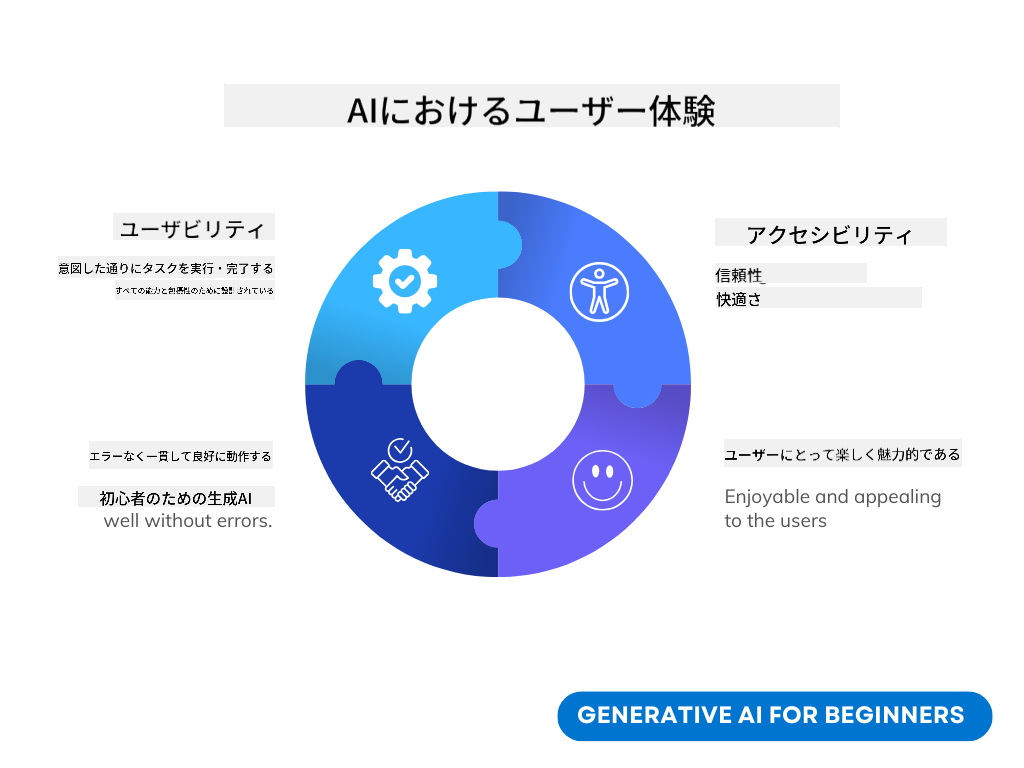 AIにおけるユーザー体験
ユーザビリティ
意図した通りにタスクを実行・完了する
すべての能力と包摂性のために設計されている
アクセシビリティ
信頼性
快適さ
エラーなく一貫して良好に動作する
初心者のための生成AI
well without errors.
ユーザーにとって楽しく魅力的である
Enjoyable and appealing
to the users
GENERATIVE AI FOR BEGINNERS